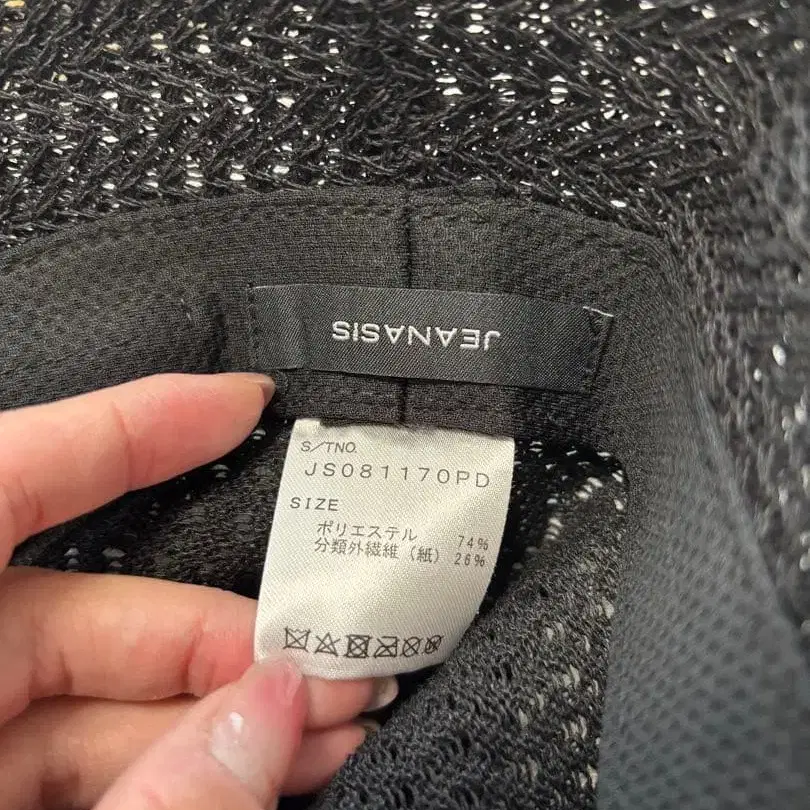 JEANASIS
S/TNO.
JS081170PD
SIZE
ポリエステル 74%
分類外繊維（紙） 26%